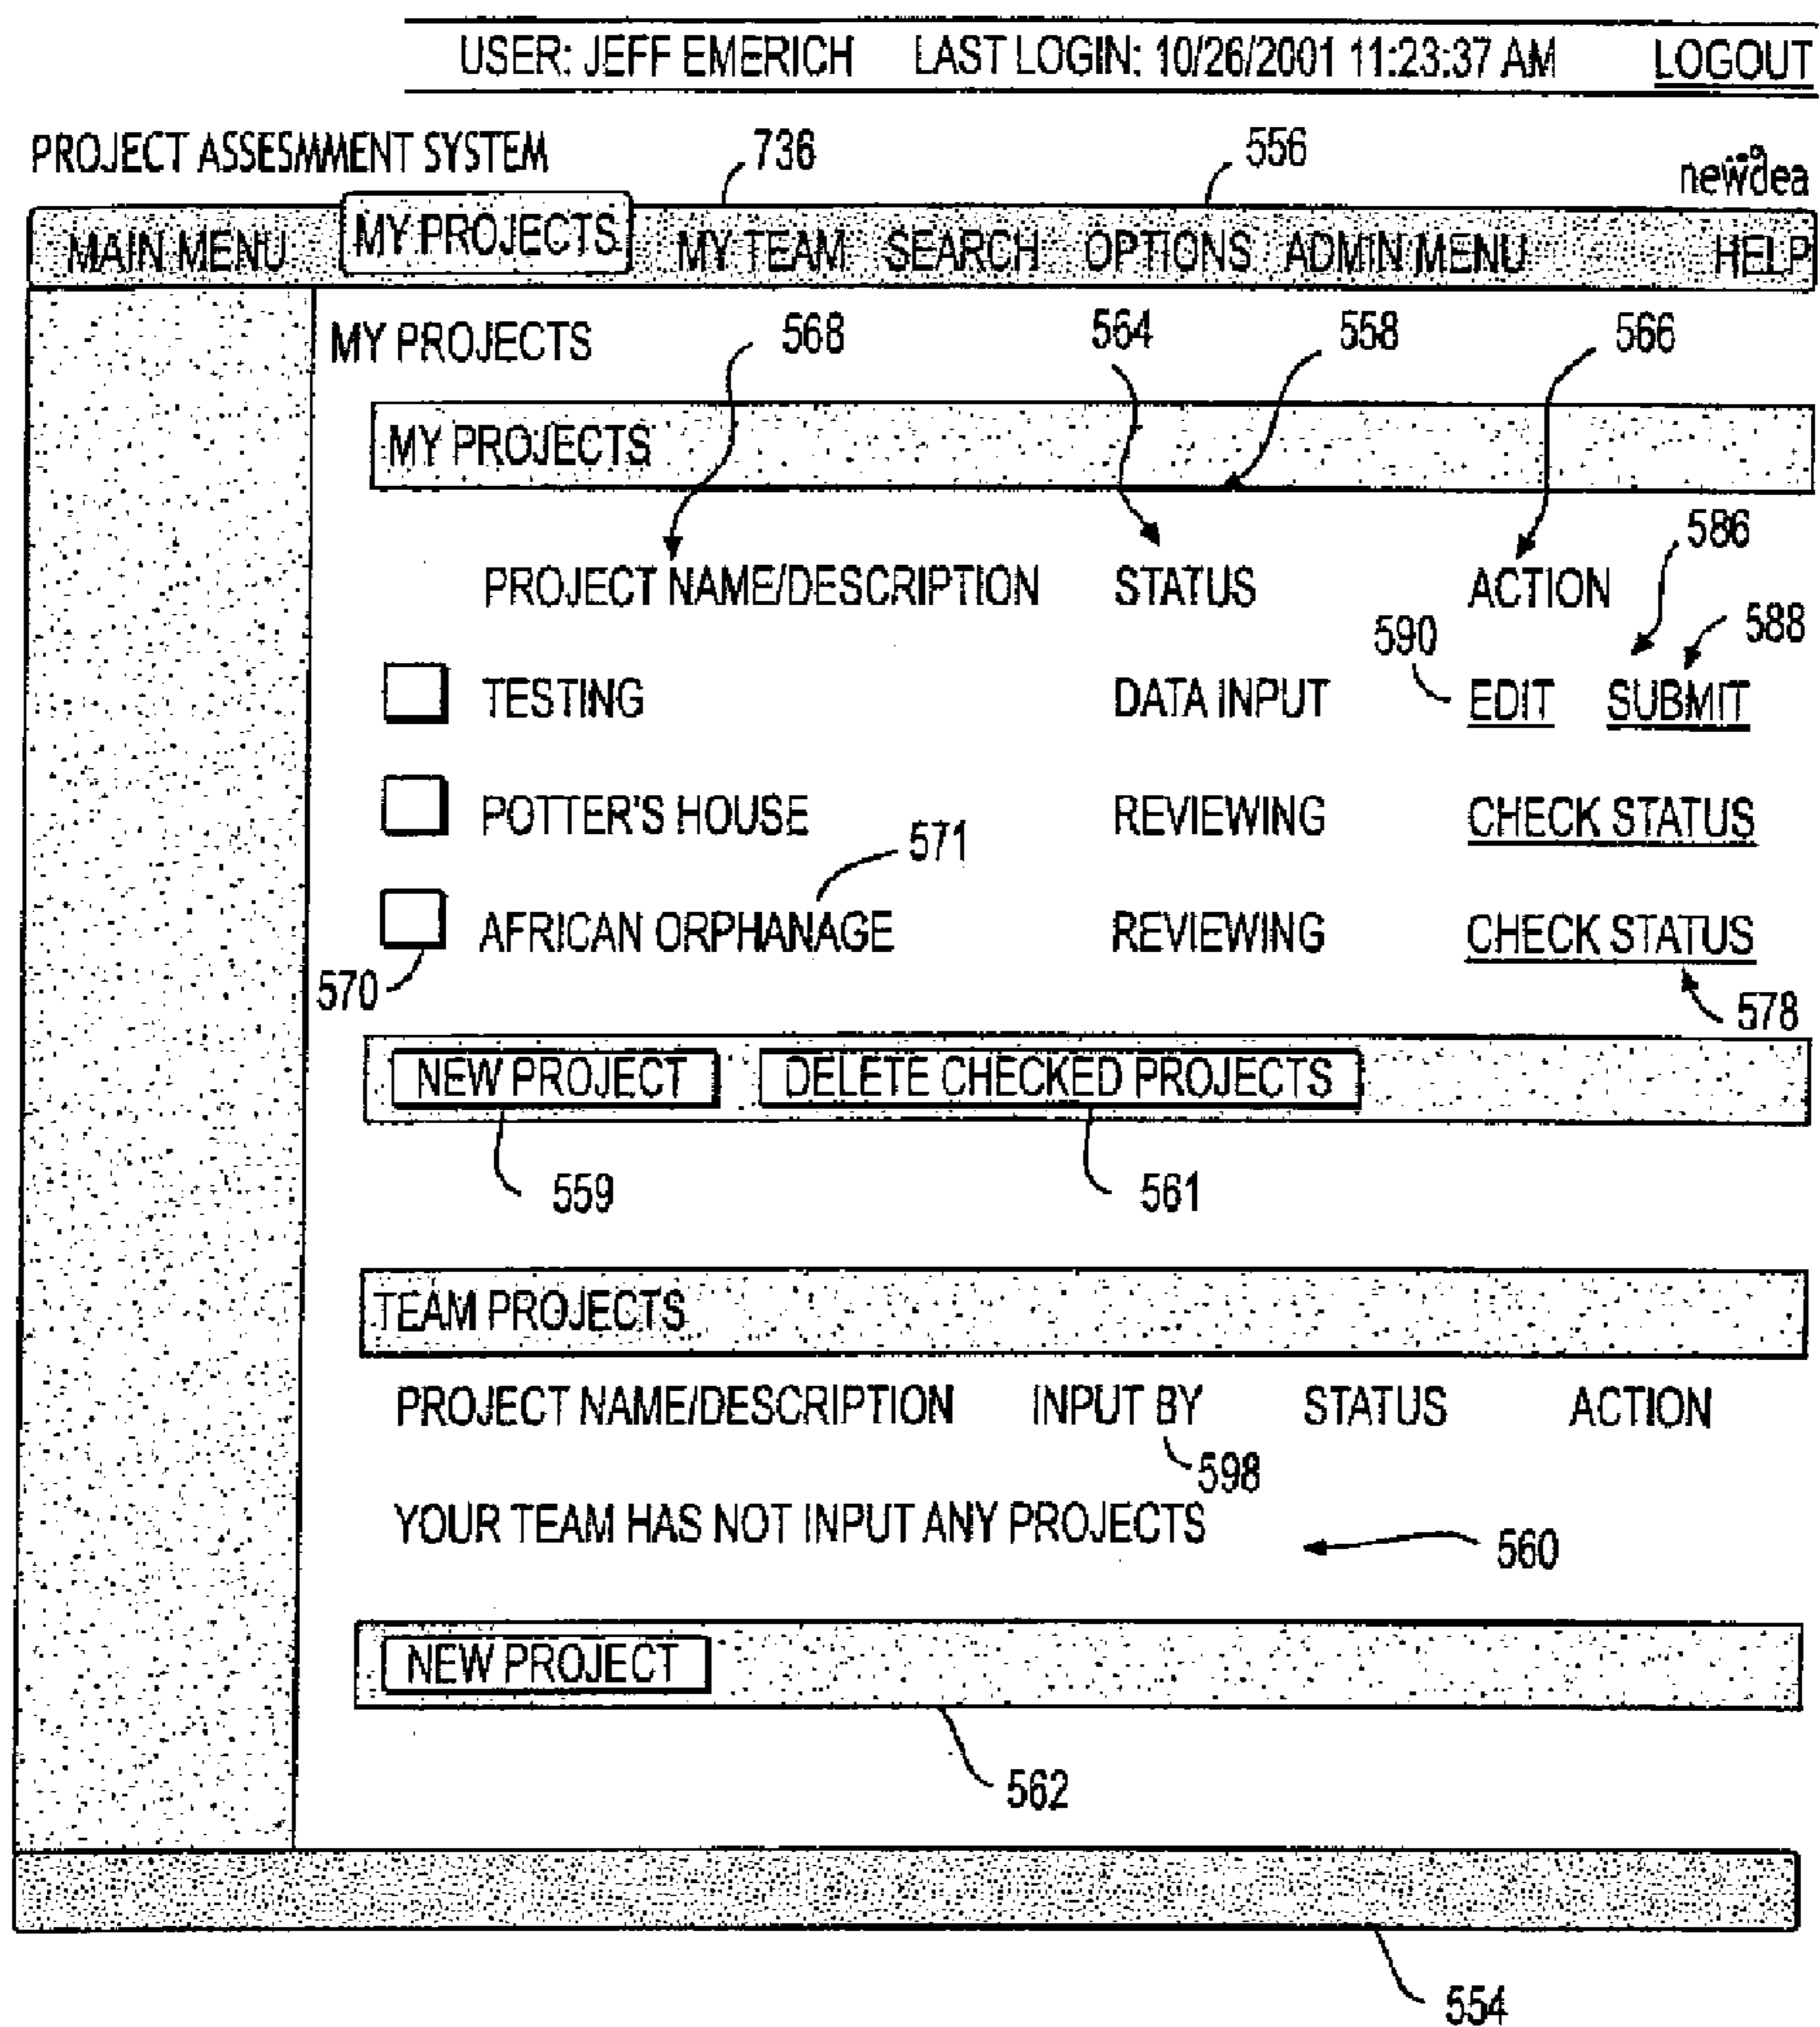 USER: JEFF EMERICH LAST LOGIN: 10/26/2001 11:23:37 AM LOGOUT
PROJECT ASSESMMENT SYSTEM 736 556 newdea
MAIN MENU MY PROJECTS MY TEAM SEARCH OPTIONS ADMIN MENU HELP
MY PROJECTS 568 564 558 566
MY PROJECTS
586
PROJECT NAME/DESCRIPTION STATUS ACTION
590 588
TESTING DATA INPUT EDIT SUBMIT
POTTER'S HOUSE REVIEWING CHECK STATUS
571
AFRICAN ORPHANAGE REVIEWING CHECK STATUS
570 578
NEW PROJECT DELETE CHECKED PROJECTS
559 561
TEAM PROJECTS
PROJECT NAME/DESCRIPTION INPUT BY STATUS ACTION
598
YOUR TEAM HAS NOT INPUT ANY PROJECTS
560
NEW PROJECT
562
554